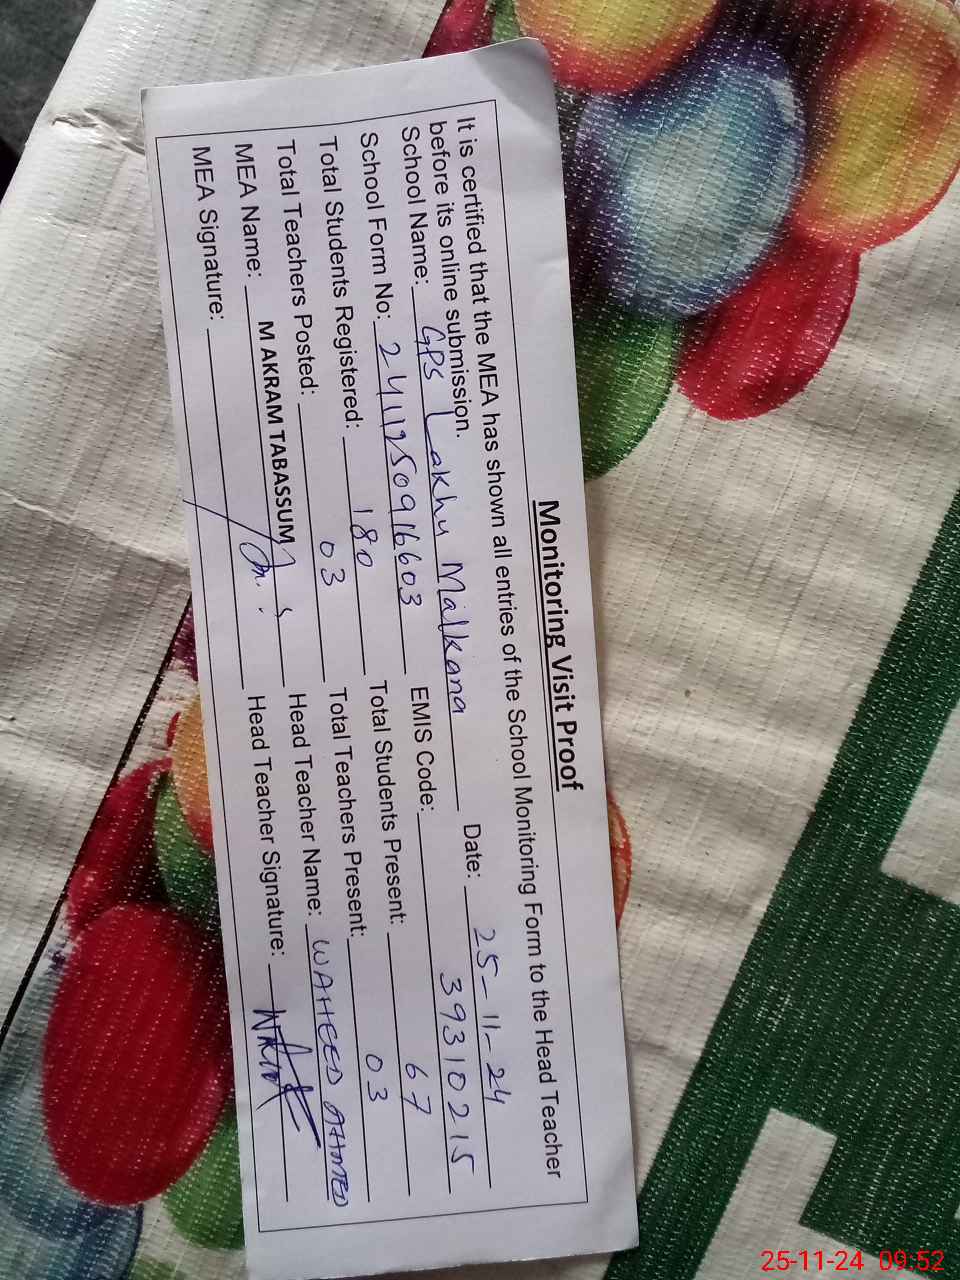 Monitoring Visit Proof
It is certified that the MEA has shown all entries of the School Monitoring Form to the Head Teacher
before its online submission.
School Name: GPS Lakhu Malkana Date: 25-11-24
School Form No: 2411250916603 EMIS Code: 39310215
Total Students Registered: 180 Total Students Present: 67
Total Teachers Posted: 03 Total Teachers Present: 03
MEA Name: M AKRAM TABASSUM Head Teacher Name: WAHEED AHMED
MEA Signature: Head Teacher Signature:
25-11-24 09:52